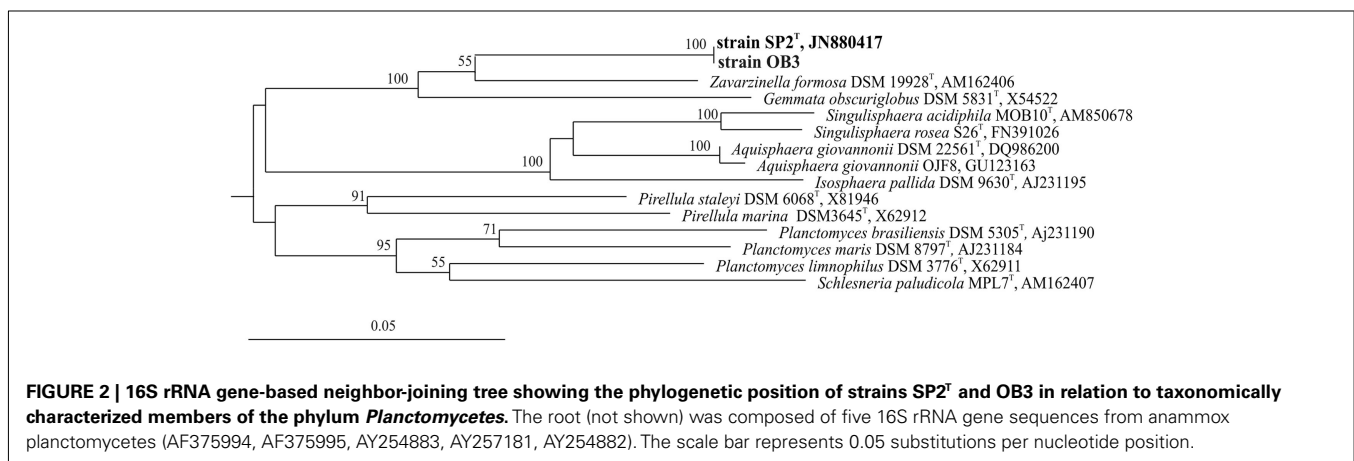 100 strain SP2ᵀ, JN880417
strain OB3
55
100 Zavarzinella formosa DSM 19928ᵀ, AM162406
Gemmata obscuriglobus DSM 5831ᵀ, X54522
100 Singulisphaera acidiphila MOB10ᵀ, AM850678
Singulisphaera rosea S26ᵀ, FN391026
100 Aquisphaera giovannonii DSM 22561ᵀ, DQ986200
100 Aquisphaera giovannonii OJF8, GU123163
Isosphaera pallida DSM 9630ᵀ, AJ231195
91 Pirellula staleyi DSM 6068ᵀ, X81946
Pirellula marina DSM3645ᵀ, X62912
71 Planctomyces brasiliensis DSM 5305ᵀ, Aj231190
95 Planctomyces maris DSM 8797ᵀ, AJ231184
55 Planctomyces limnophilus DSM 3776ᵀ, X62911
Schlesneria paludicola MPL7ᵀ, AM162407
0.05
FIGURE 2 | 16S rRNA gene-based neighbor-joining tree showing the phylogenetic position of strains SP2ᵀ and OB3 in relation to taxonomically
characterized members of the phylum Planctomycetes. The root (not shown) was composed of five 16S rRNA gene sequences from anammox
planctomycetes (AF375994, AF375995, AY254883, AY257181, AY254882). The scale bar represents 0.05 substitutions per nucleotide position.